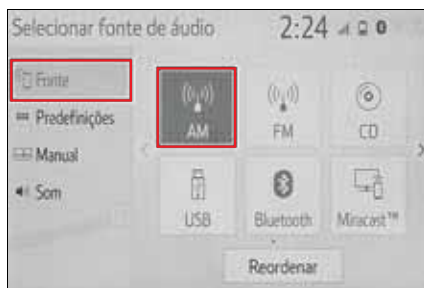 Selecionar fonte de áudio 2:24
Fonte
Predefinições
Manual
Som
AM
FM
CD
USB
Bluetooth
Miracast™
Reordenar